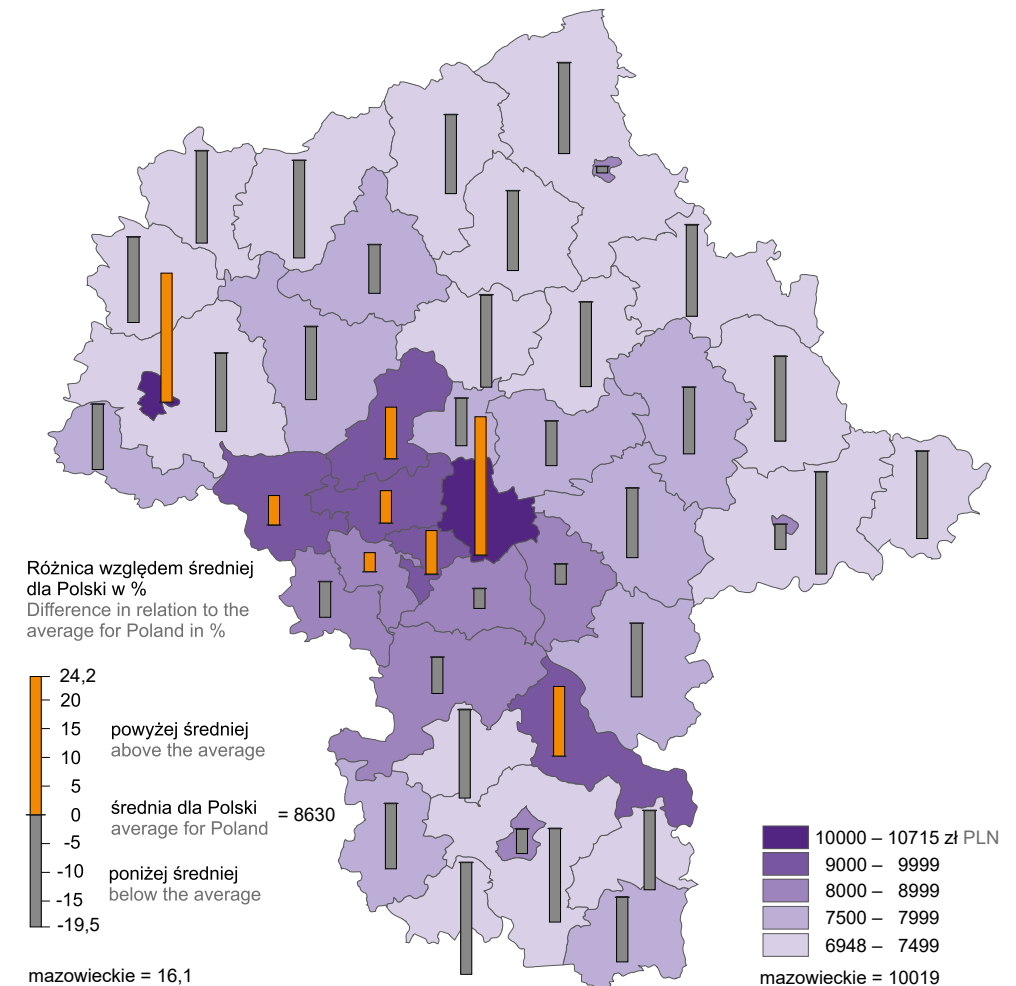 Różnica względem średniej
dla Polski w %
Difference in relation to the
average for Poland in %
24,2
20
15
10
5
0
-5
-10
-15
-19,5
powyżej średniej
above the average
średnia dla Polski
average for Poland
= 8630
poniżej średniej
below the average
mazowieckie = 16,1
10000 – 10715 zł PLN
9000 – 9999
8000 – 8999
7500 – 7999
6948 – 7499
mazowieckie = 10019